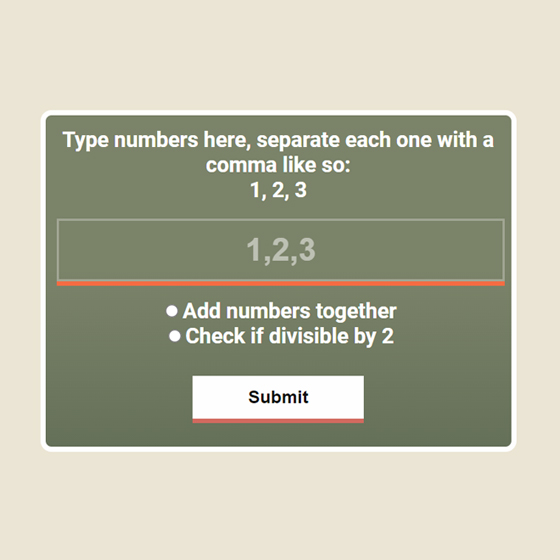 Type numbers here, separate each one with a
comma like so:
1, 2, 3
1,2,3
Add numbers together
Check if divisible by 2
Submit